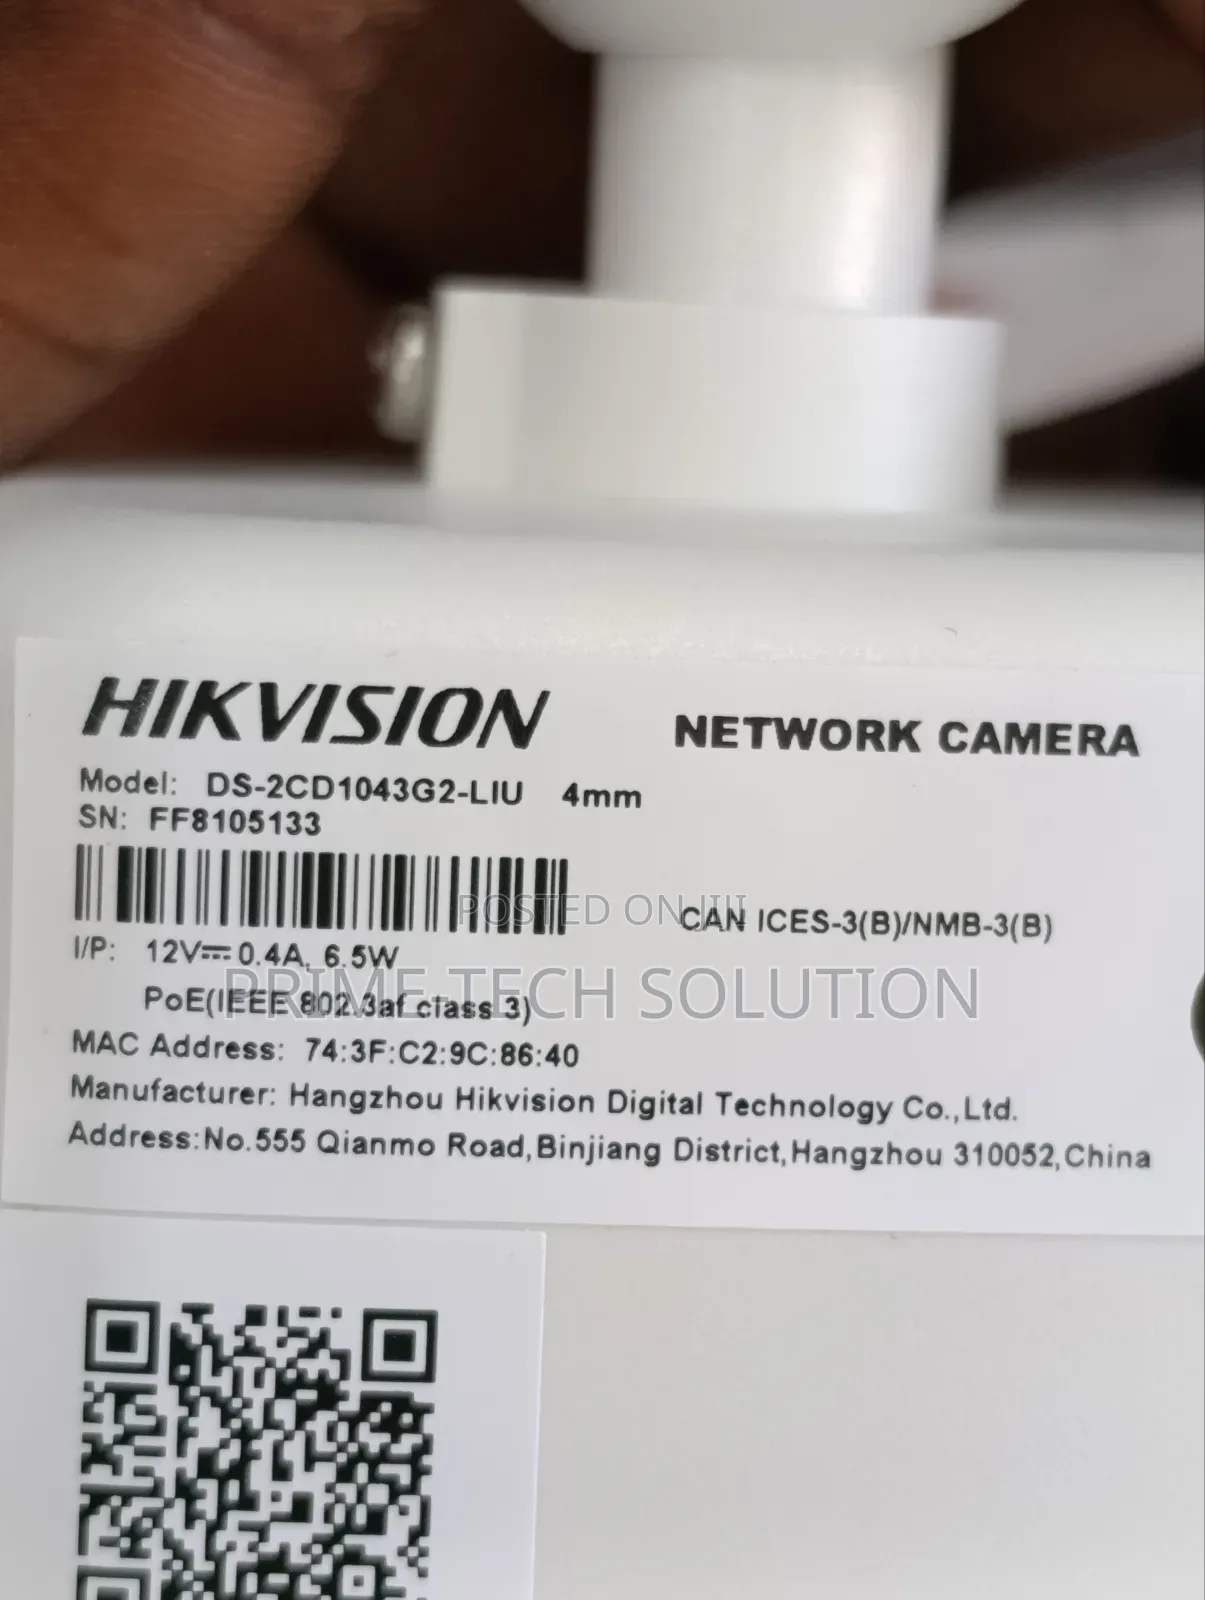 HIKVISION NETWORK CAMERA
Model: DS-2CD1043G2-LIU 4mm
SN: FF8105133
POSTED ON JIJI
CAN ICES-3(B)/NMB-3(B)
I/P: 12V⎓0.4A, 6.5W
PRIME TECH SOLUTION
PoE(IEEE 802.3af class 3)
MAC Address: 74:3F:C2:9C:86:40
Manufacturer: Hangzhou Hikvision Digital Technology Co.,Ltd.
Address:No.555 Qianmo Road,Binjiang District,Hangzhou 310052,China